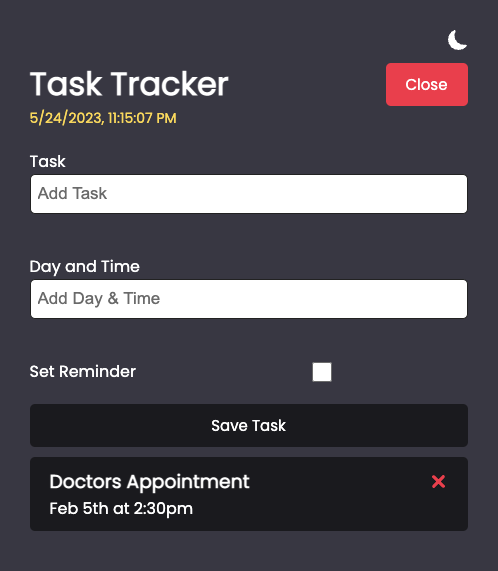 Task Tracker
Close
5/24/2023, 11:15:07 PM
Task
Add Task
Day and Time
Add Day & Time
Set Reminder
Save Task
Doctors Appointment
Feb 5th at 2:30pm